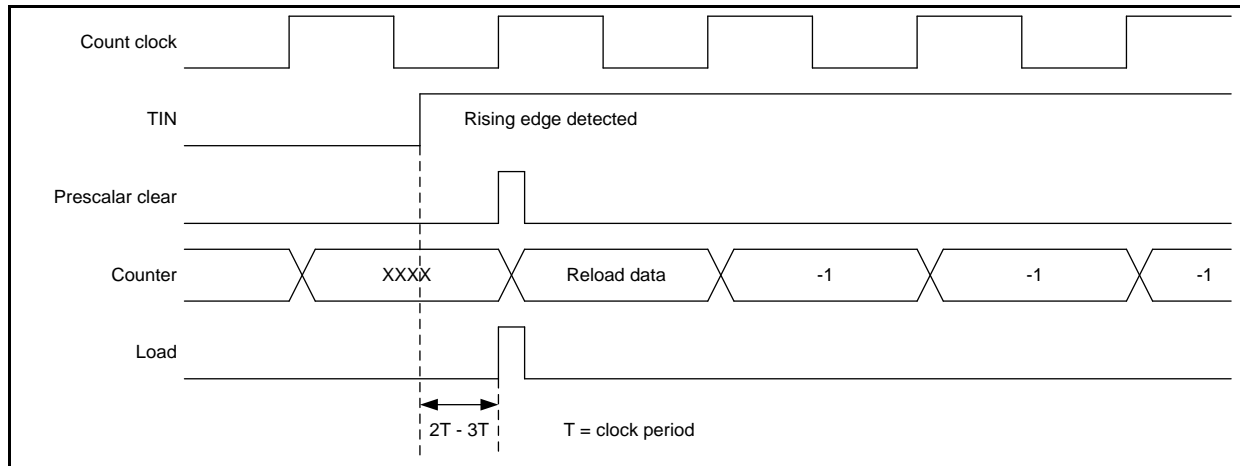 Count clock
TIN
Rising edge detected
Prescalar clear
Counter
XXXX
Reload data
-1
-1
-1
Load
2T - 3T
T = clock period